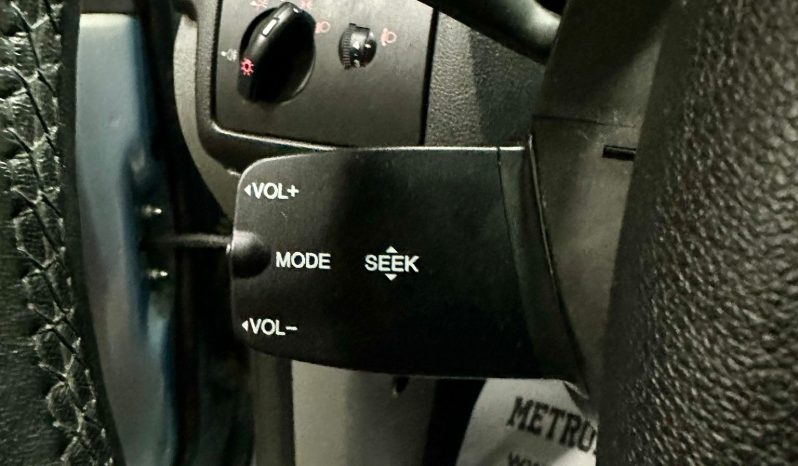 VOL+
MODE SEEK
VOL-
METRO